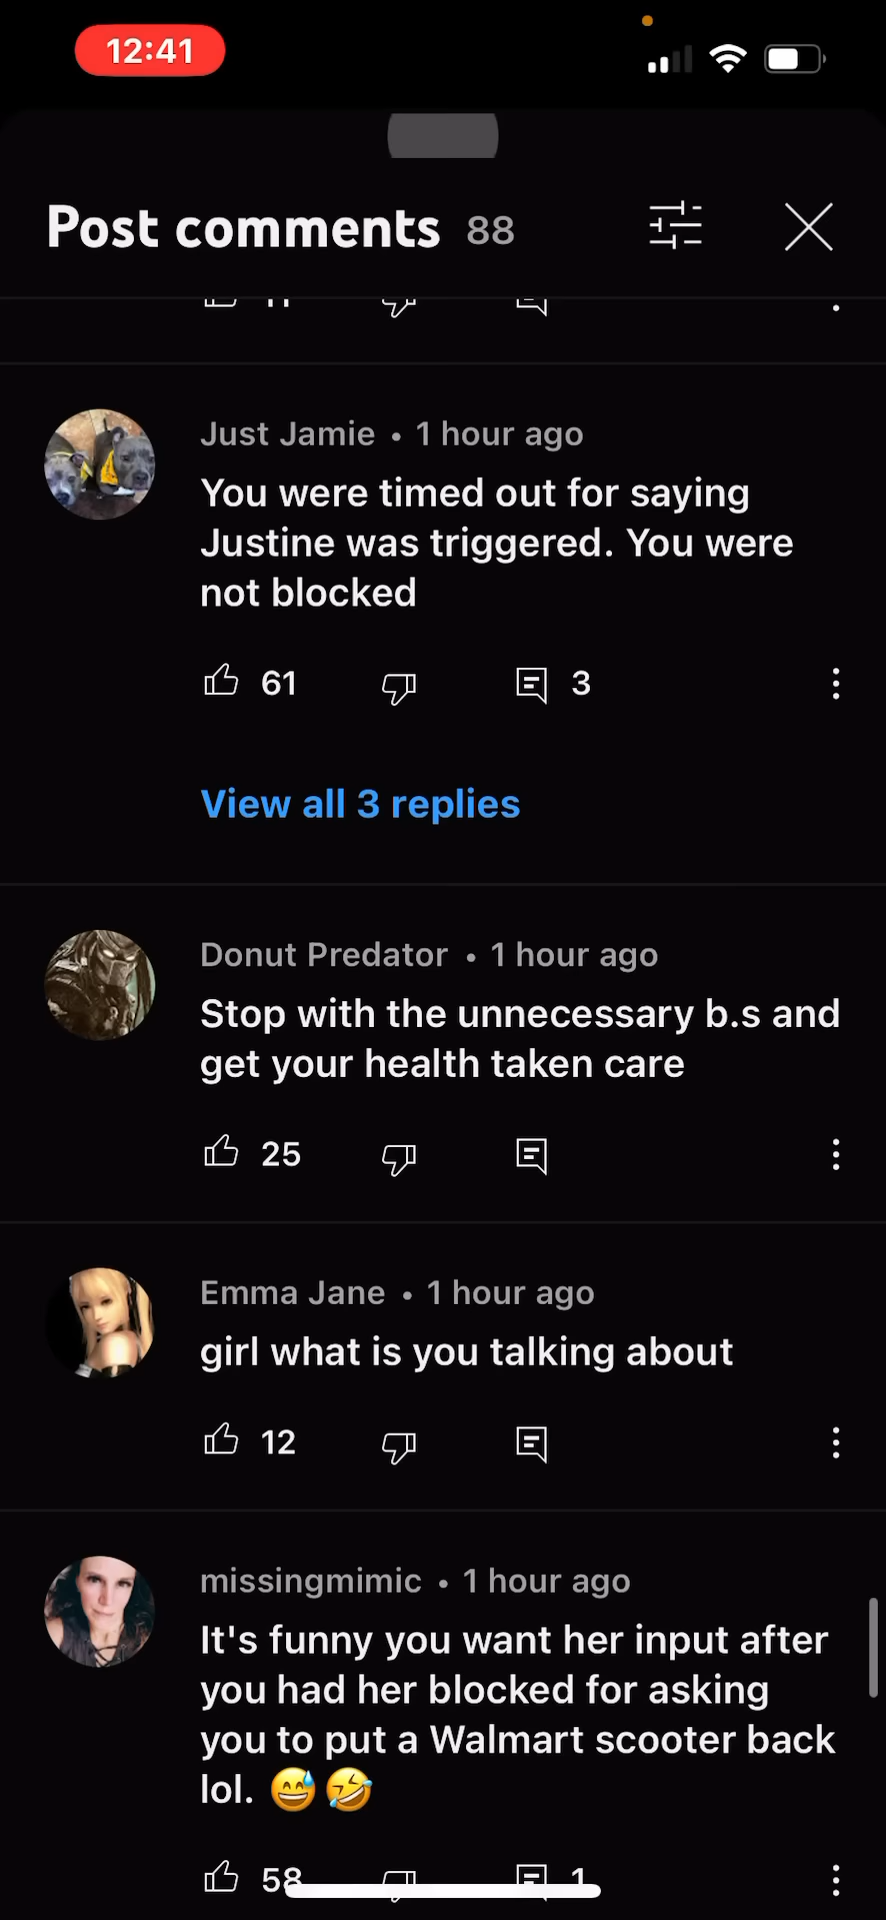 12:41
Post comments 88
Just Jamie • 1 hour ago
You were timed out for saying
Justine was triggered. You were
not blocked
61 3
View all 3 replies
Donut Predator • 1 hour ago
Stop with the unnecessary b.s and
get your health taken care
25
Emma Jane • 1 hour ago
girl what is you talking about
12
missingmimic • 1 hour ago
It's funny you want her input after
you had her blocked for asking
you to put a Walmart scooter back
lol. 😅🤣
58 1